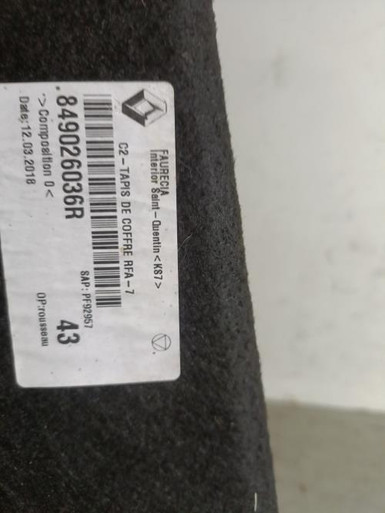 FAURECIA
Interior Saint-Quentin <KS7>
C2-TAPIS DE COFFRE RFA-7
SAP: PF92957
849026036R 43
>Composition 0<
Date:12.03.2018 OP:rousseau